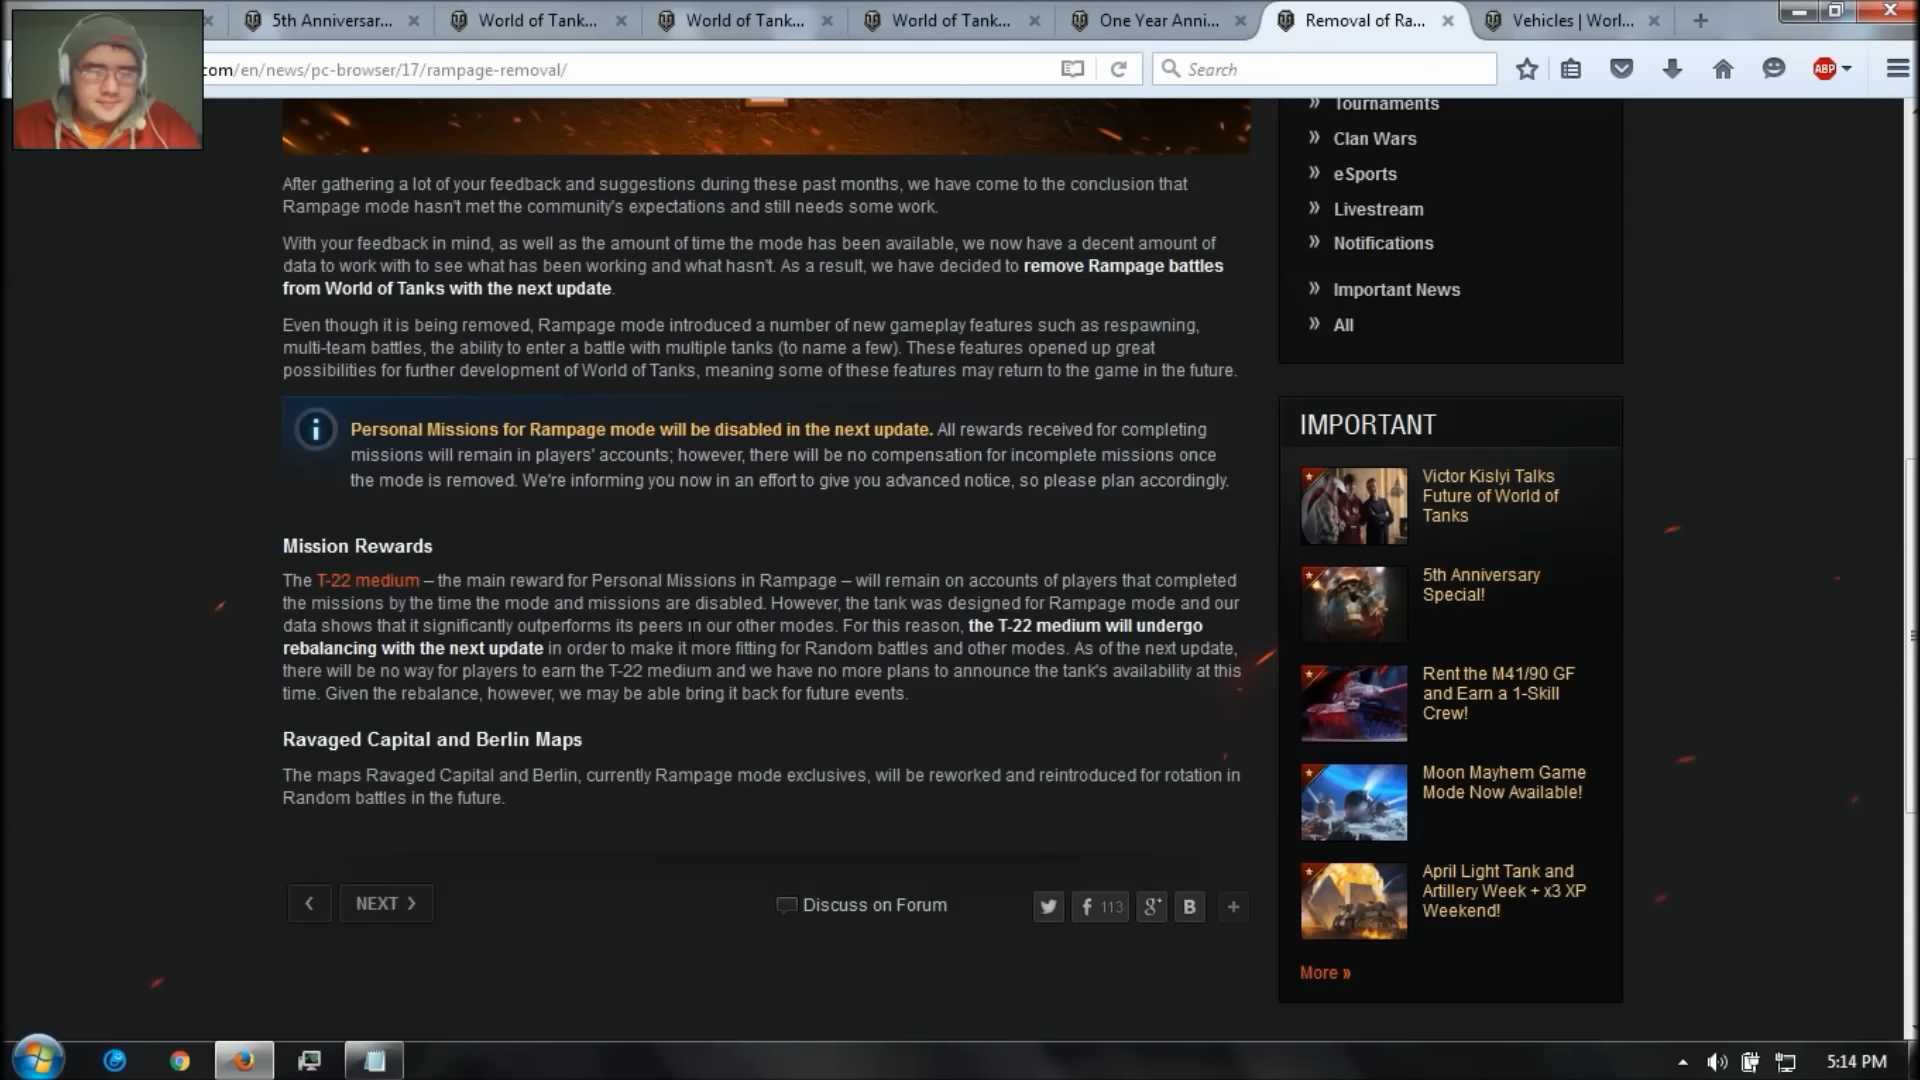 5th Anniversar...
World of Tank...
World of Tank...
World of Tank...
One Year Anni...
Removal of Ra...
Vehicles | Worl...
com/en/news/pc-browser/17/rampage-removal/
Search
ABP
After gathering a lot of your feedback and suggestions during these past months, we have come to the conclusion that
Rampage mode hasn't met the community's expectations and still needs some work.
With your feedback in mind, as well as the amount of time the mode has been available, we now have a decent amount of
data to work with to see what has been working and what hasn't. As a result, we have decided to remove Rampage battles
from World of Tanks with the next update.
Even though it is being removed, Rampage mode introduced a number of new gameplay features such as respawning,
multi-team battles, the ability to enter a battle with multiple tanks (to name a few). These features opened up great
possibilities for further development of World of Tanks, meaning some of these features may return to the game in the future.
Personal Missions for Rampage mode will be disabled in the next update. All rewards received for completing
missions will remain in players' accounts; however, there will be no compensation for incomplete missions once
the mode is removed. We're informing you now in an effort to give you advanced notice, so please plan accordingly.
Mission Rewards
The T-22 medium – the main reward for Personal Missions in Rampage – will remain on accounts of players that completed
the missions by the time the mode and missions are disabled. However, the tank was designed for Rampage mode and our
data shows that it significantly outperforms its peers in our other modes. For this reason, the T-22 medium will undergo
rebalancing with the next update in order to make it more fitting for Random battles and other modes. As of the next update,
there will be no way for players to earn the T-22 medium and we have no more plans to announce the tank's availability at this
time. Given the rebalance, however, we may be able bring it back for future events.
Ravaged Capital and Berlin Maps
The maps Ravaged Capital and Berlin, currently Rampage mode exclusives, will be reworked and reintroduced for rotation in
Random battles in the future.
NEXT
Discuss on Forum
113
Tournaments
Clan Wars
eSports
Livestream
Notifications
Important News
All
IMPORTANT
Victor Kislyi Talks
Future of World of
Tanks
5th Anniversary
Special!
Rent the M41/90 GF
and Earn a 1-Skill
Crew!
Moon Mayhem Game
Mode Now Available!
April Light Tank and
Artillery Week + x3 XP
Weekend!
More »
5:14 PM